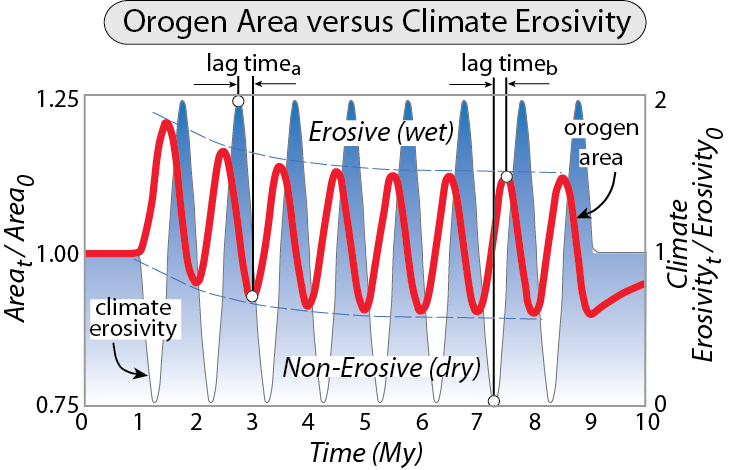 Orogen Area versus Climate Erosivity
lag timeₐ
lag time_b
1.25
1.00
0.75
Areaₜ / Area₀
Erosive (wet)
orogen
area
climate
erosivity
Non-Erosive (dry)
2
1
0
Climate
Erosivityₜ / Erosivity₀
0 1 2 3 4 5 6 7 8 9 10
Time (My)